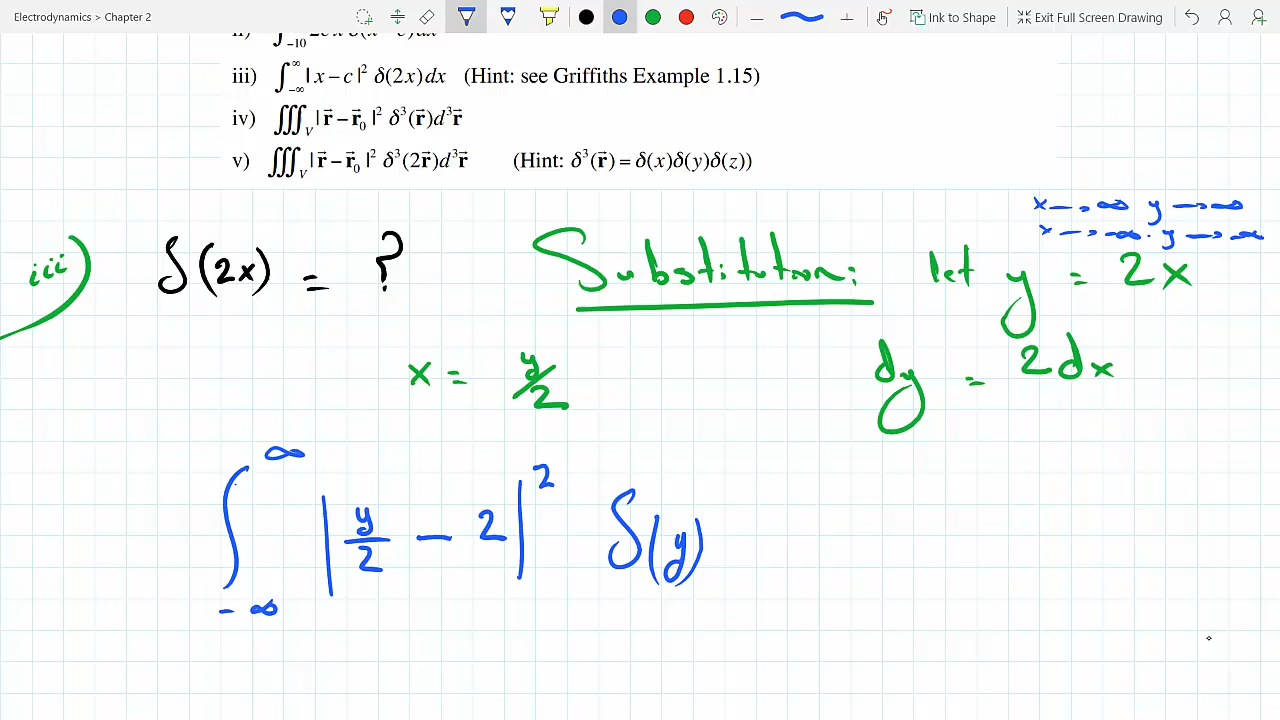 Electrodynamics > Chapter 2
Ink to Shape
Exit Full Screen Drawing
iii) ∫_{-∞}^{∞} |x − c|² δ(2x)dx (Hint: see Griffiths Example 1.15)
iv) ∭_V |r⃗ − r⃗₀|² δ³(r⃗)d³r⃗
v) ∭_V |r⃗ − r⃗₀|² δ³(2r⃗)d³r⃗ (Hint: δ³(r⃗) = δ(x)δ(y)δ(z))
x → ∞ y → ∞
x → -∞. y → -∞
iii) δ(2x) = ? Substitution: let y = 2x
x = y/2 dy = 2dx
∫_{-∞}^{∞} |y/2 − 2|² δ(y)